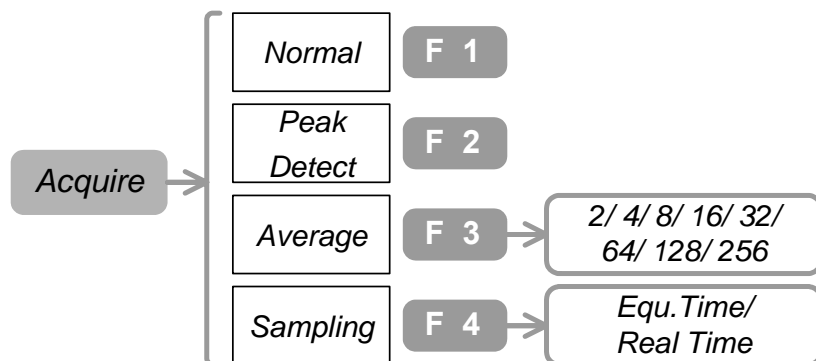 Normal F 1
Peak
Detect
F 2
Acquire
Average F 3
2/ 4/ 8/ 16/ 32/
64/ 128/ 256
Sampling F 4
Equ.Time/
Real Time